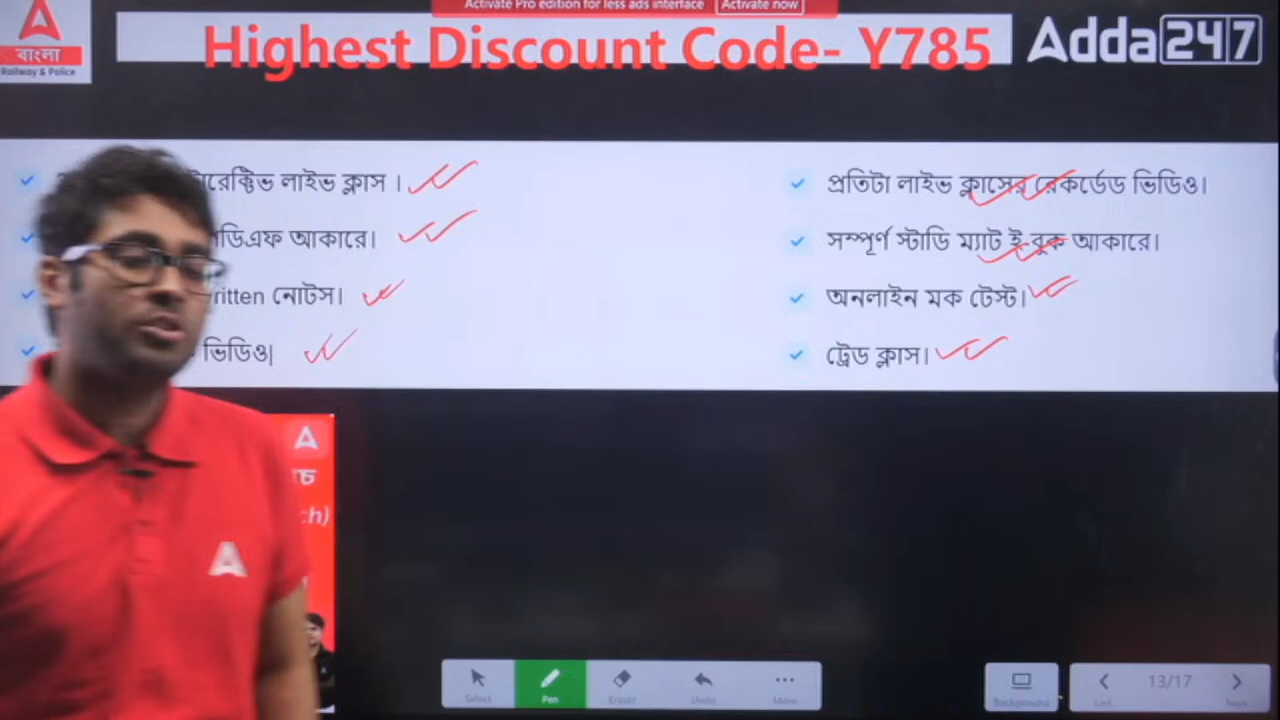 Activate Pro edition for less ads interface Activate now
বাংলা
Railway & Police
Highest Discount Code- Y785
Adda247
ক্টিভ লাইভ ক্লাস।
প্রতিটা লাইভ ক্লাসের রেকর্ডেড ভিডিও।
ডিএফ আকারে।
সম্পূর্ণ স্টাডি ম্যাট ই বুক আকারে।
ritten নোটস।
অনলাইন মক টেস্ট।
ভিডিও|
ট্রেড ক্লাস।
চ
ch)
Select
Pen
Eraser
Undo
More
Background
13/17
Next